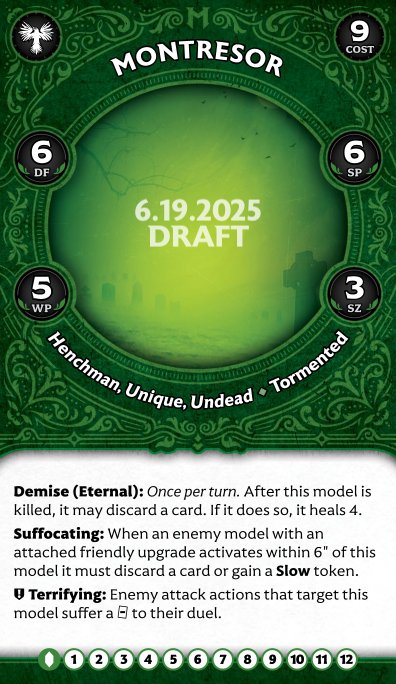 M
MONTRESOR
9
COST
6
DF
6
SP
6.19.2025
DRAFT
5
WP
3
SZ
Henchman, Unique, Undead ◆ Tormented
Demise (Eternal): Once per turn. After this model is
killed, it may discard a card. If it does so, it heals 4.
Suffocating: When an enemy model with an
attached friendly upgrade activates within 6" of this
model it must discard a card or gain a Slow token.
Terrifying: Enemy attack actions that target this
model suffer a to their duel.
1 2 3 4 5 6 7 8 9 10 11 12